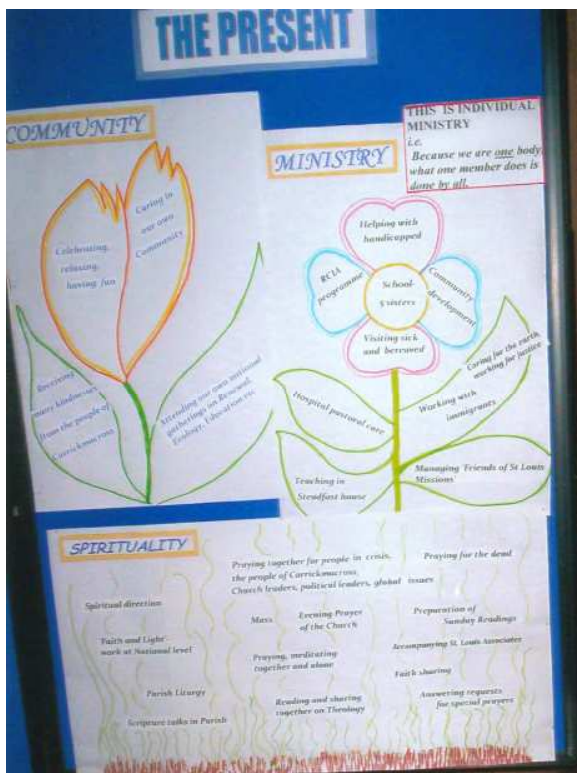 THE PRESENT
COMMUNITY
Celebrating,
relaxing,
having fun
Caring in
our own
Community
Receiving
many kindnesses
from the people of
Carrickmacross
Attending our own national
gatherings on Renewal,
Ecology, Education etc
MINISTRY
THIS IS INDIVIDUAL
MINISTRY
i.e.
Because we are one body,
what one member does is
done by all.
Helping with
handicapped
RCIA
programme
School-
5 sisters
Community
development
Visiting sick
and bereaved
Caring for the earth,
working for justice
Hospital pastoral care
Working with
immigrants
Teaching in
Steadfast house
Managing 'Friends of St Louis
Missions'
SPIRITUALITY
Praying together for people in crisis,
the people of Carrickmacross,
Church leaders, political leaders, global issues
Praying for the dead
Spiritual direction
Mass
Evening Prayer
of the Church
Preparation of
Sunday Readings
'Faith and Light'
work at National level
Praying, meditating
together and alone
Accompanying St. Louis Associates
Faith sharing
Parish Liturgy
Reading and sharing
together on Theology
Answering requests
for special prayers
Scripture talks in Parish